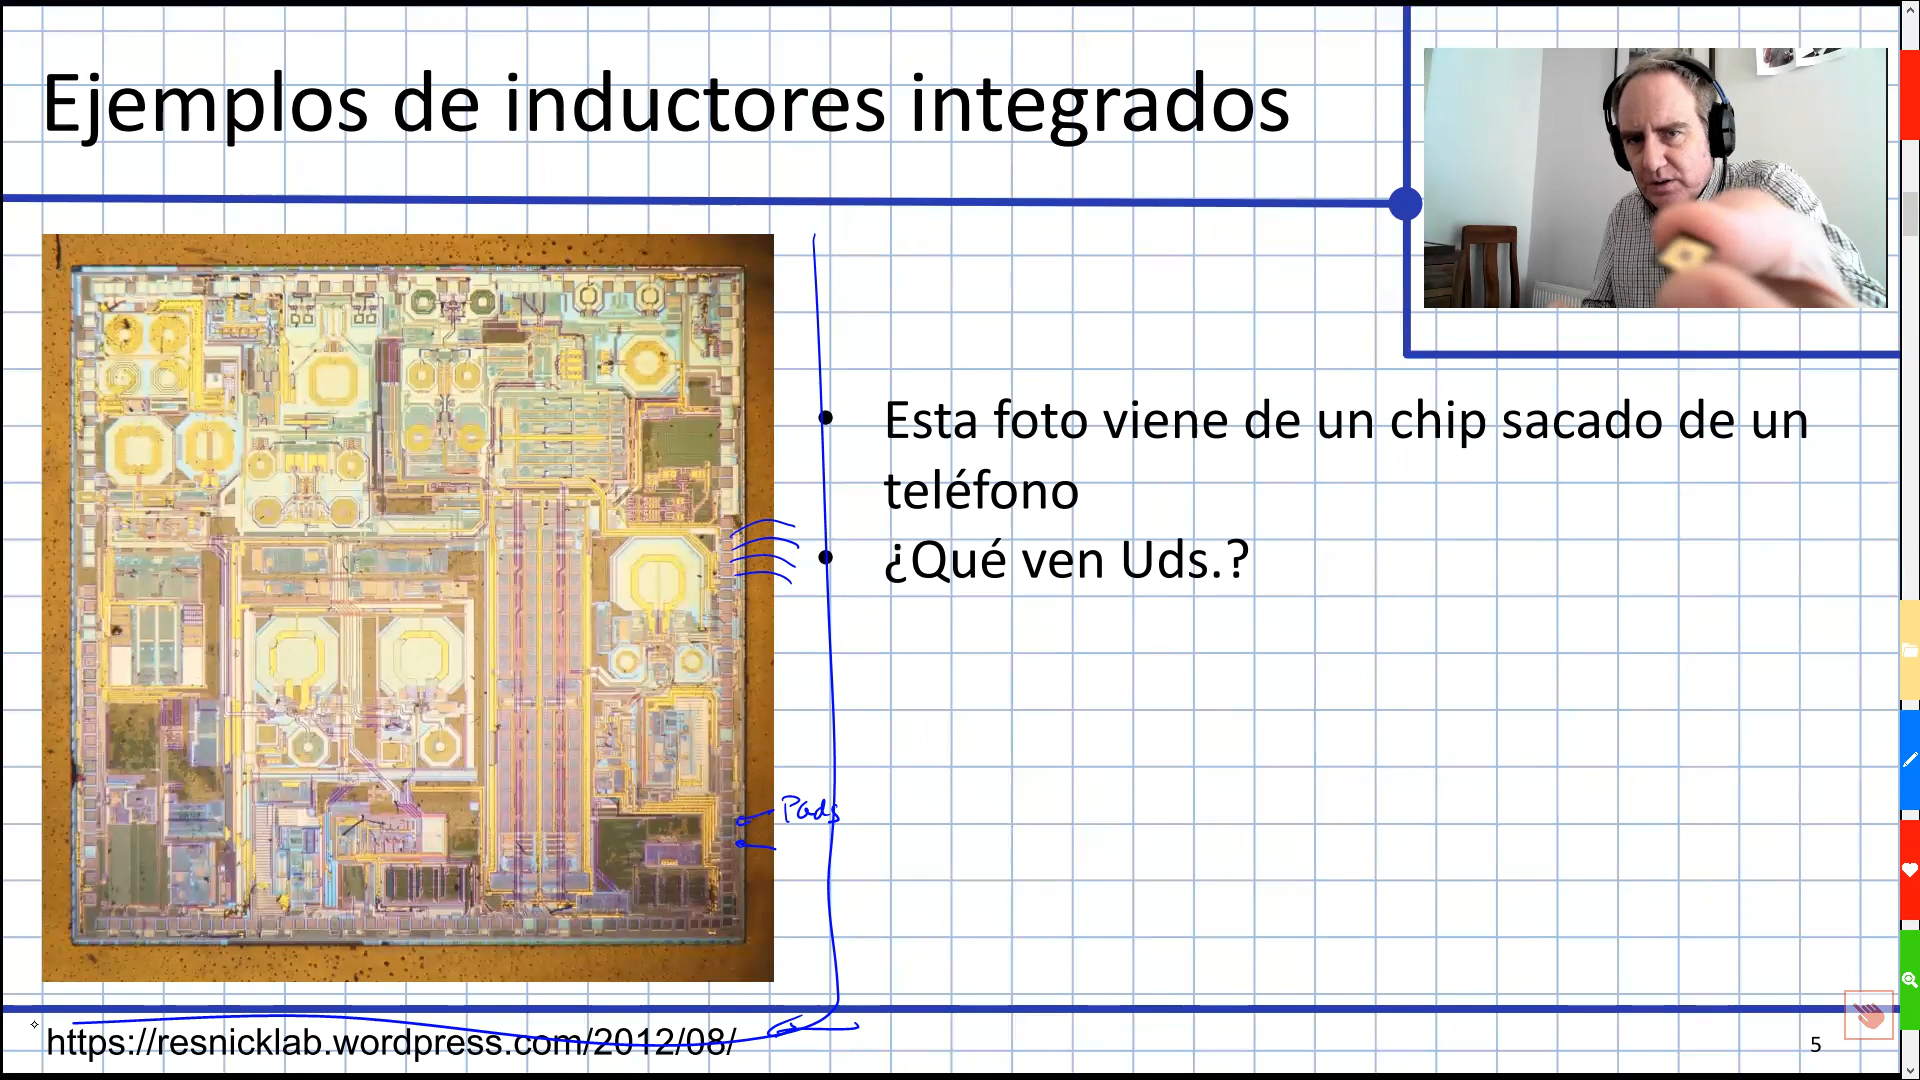 Ejemplos de inductores integrados
• Esta foto viene de un chip sacado de un
teléfono
• ¿Qué ven Uds.?
Pads
https://resnicklab.wordpress.com/2012/08/
5